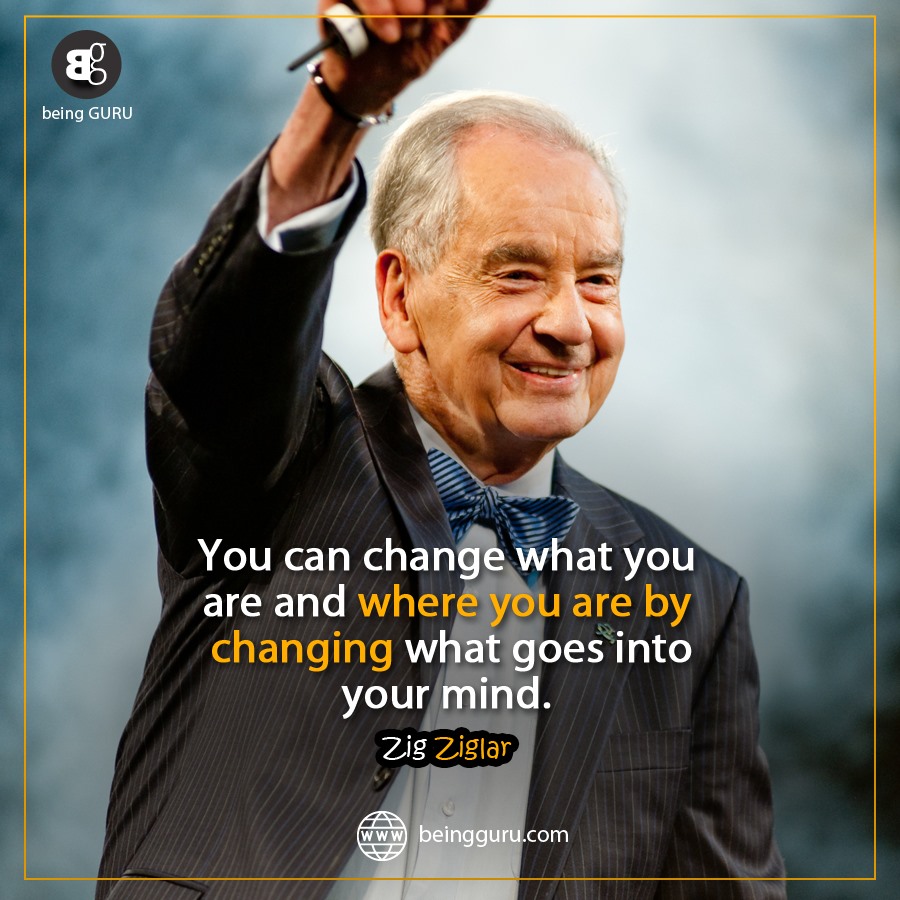 Bg
being GURU
You can change what you
are and where you are by
changing what goes into
your mind.
Zig Ziglar
www
beingguru.com